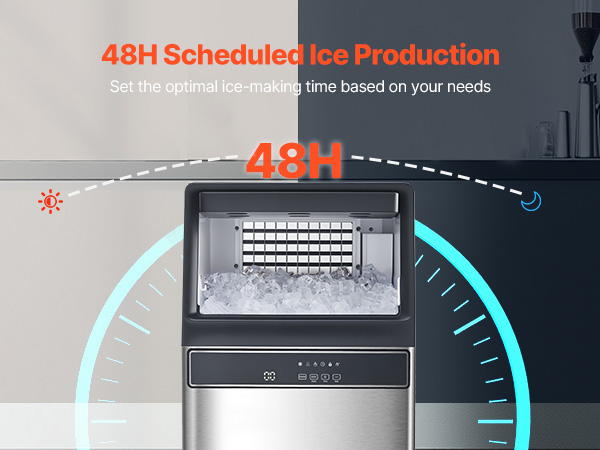 48H Scheduled Ice Production
Set the optimal ice-making time based on your needs
48H